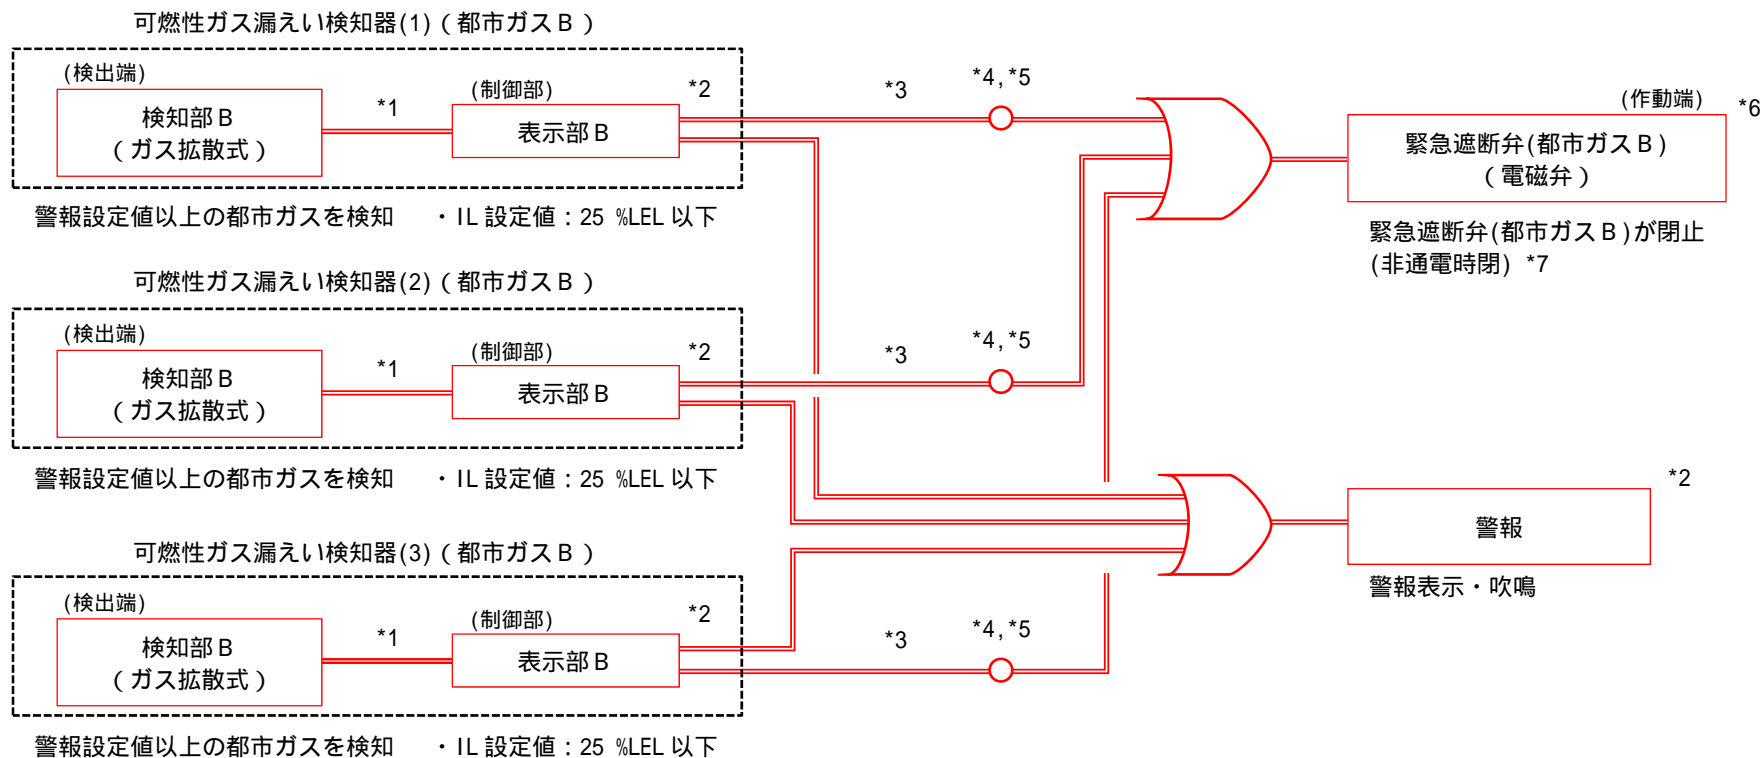 可燃性ガス漏えい検知器(1)（都市ガスＢ）
(検出端)
検知部Ｂ
（ガス拡散式）
*1
(制御部)
表示部Ｂ
*2
*3
*4,*5
(作動端)
*6
緊急遮断弁(都市ガスＢ)
（電磁弁）
警報設定値以上の都市ガスを検知　・IL 設定値：25 %LEL 以下
緊急遮断弁(都市ガスＢ)が閉止
(非通電時閉) *7
可燃性ガス漏えい検知器(2)（都市ガスＢ）
(検出端)
検知部Ｂ
（ガス拡散式）
*1
(制御部)
表示部Ｂ
*2
*3
*4,*5
警報設定値以上の都市ガスを検知　・IL 設定値：25 %LEL 以下
*2
警報
警報表示・吹鳴
可燃性ガス漏えい検知器(3)（都市ガスＢ）
(検出端)
検知部Ｂ
（ガス拡散式）
*1
(制御部)
表示部Ｂ
*2
*3
*4,*5
警報設定値以上の都市ガスを検知　・IL 設定値：25 %LEL 以下